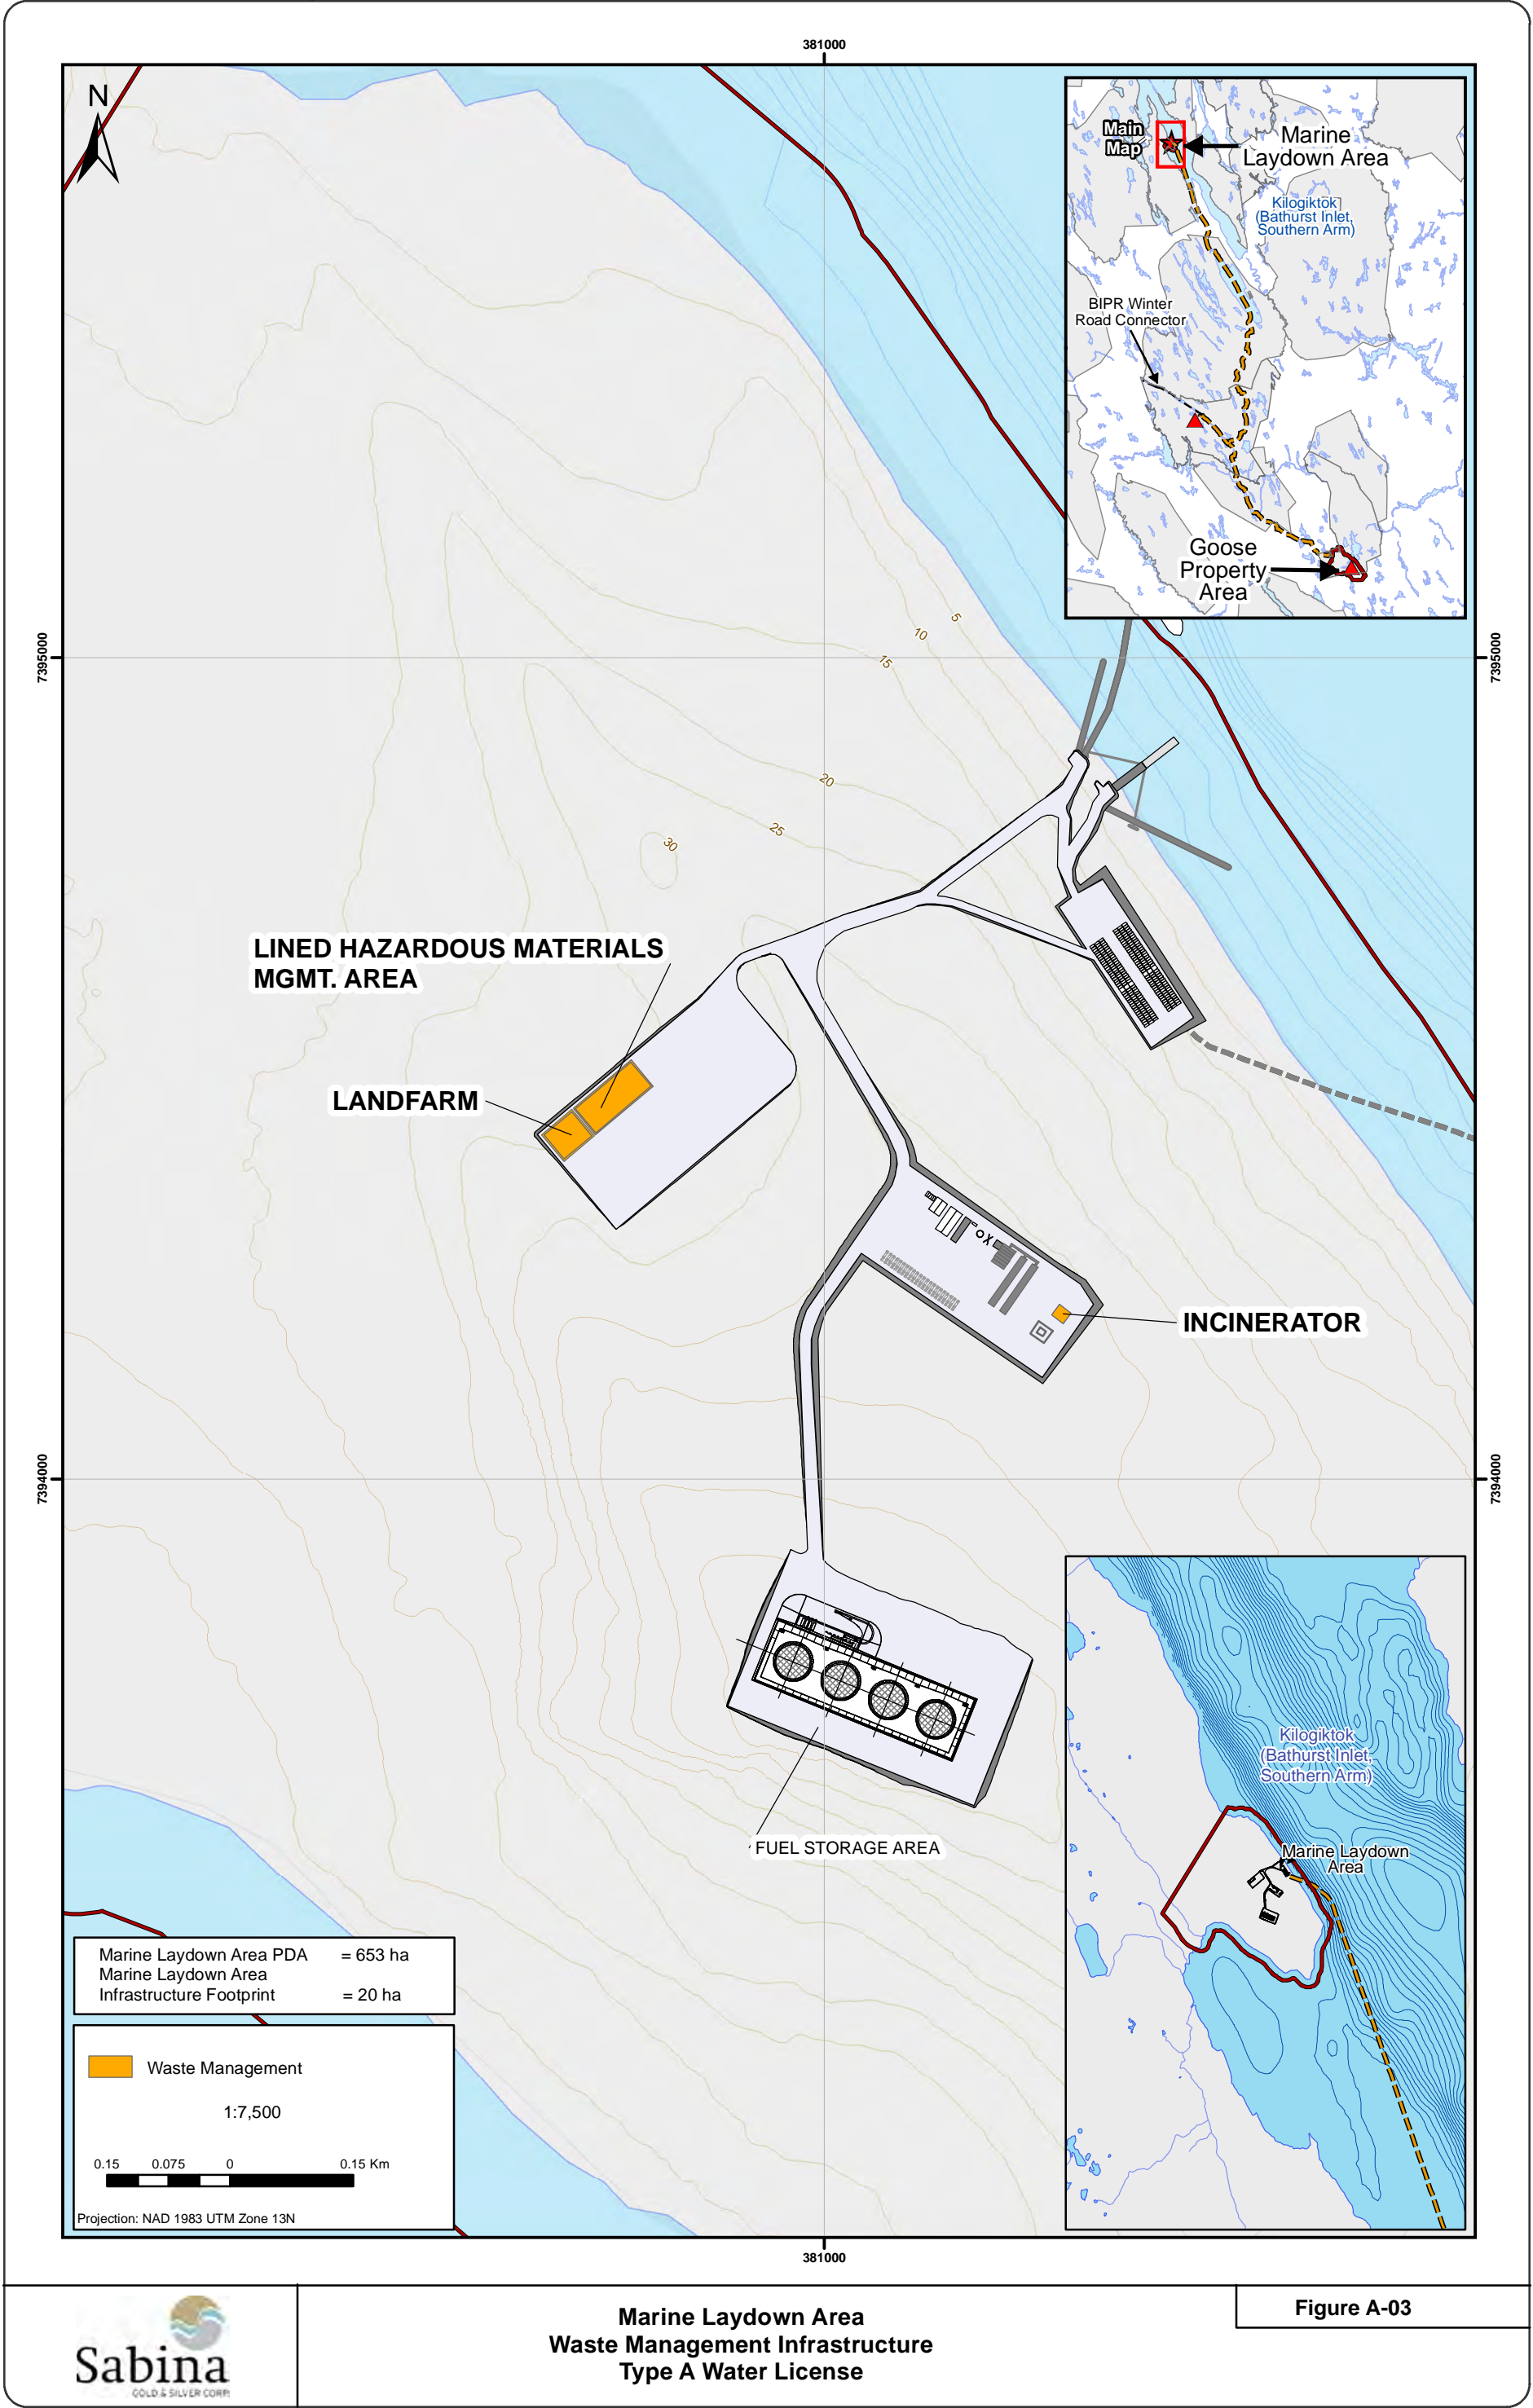 381000
N
Main
Map
Marine
Laydown Area
Kilogiktok
(Bathurst Inlet,
Southern Arm)
BIPR Winter
Road Connector
Goose
Property
Area
7395000
7395000
5
10
15
20
25
30
LINED HAZARDOUS MATERIALS
MGMT. AREA
LANDFARM
INCINERATOR
7394000
7394000
FUEL STORAGE AREA
Kilogiktok
(Bathurst Inlet,
Southern Arm)
Marine Laydown
Area
Marine Laydown Area PDA = 653 ha
Marine Laydown Area
Infrastructure Footprint = 20 ha
Waste Management
1:7,500
0.15 0.075 0 0.15 Km
Projection: NAD 1983 UTM Zone 13N
381000
Sabina
GOLD & SILVER CORP.
Marine Laydown Area
Waste Management Infrastructure
Type A Water License
Figure A-03